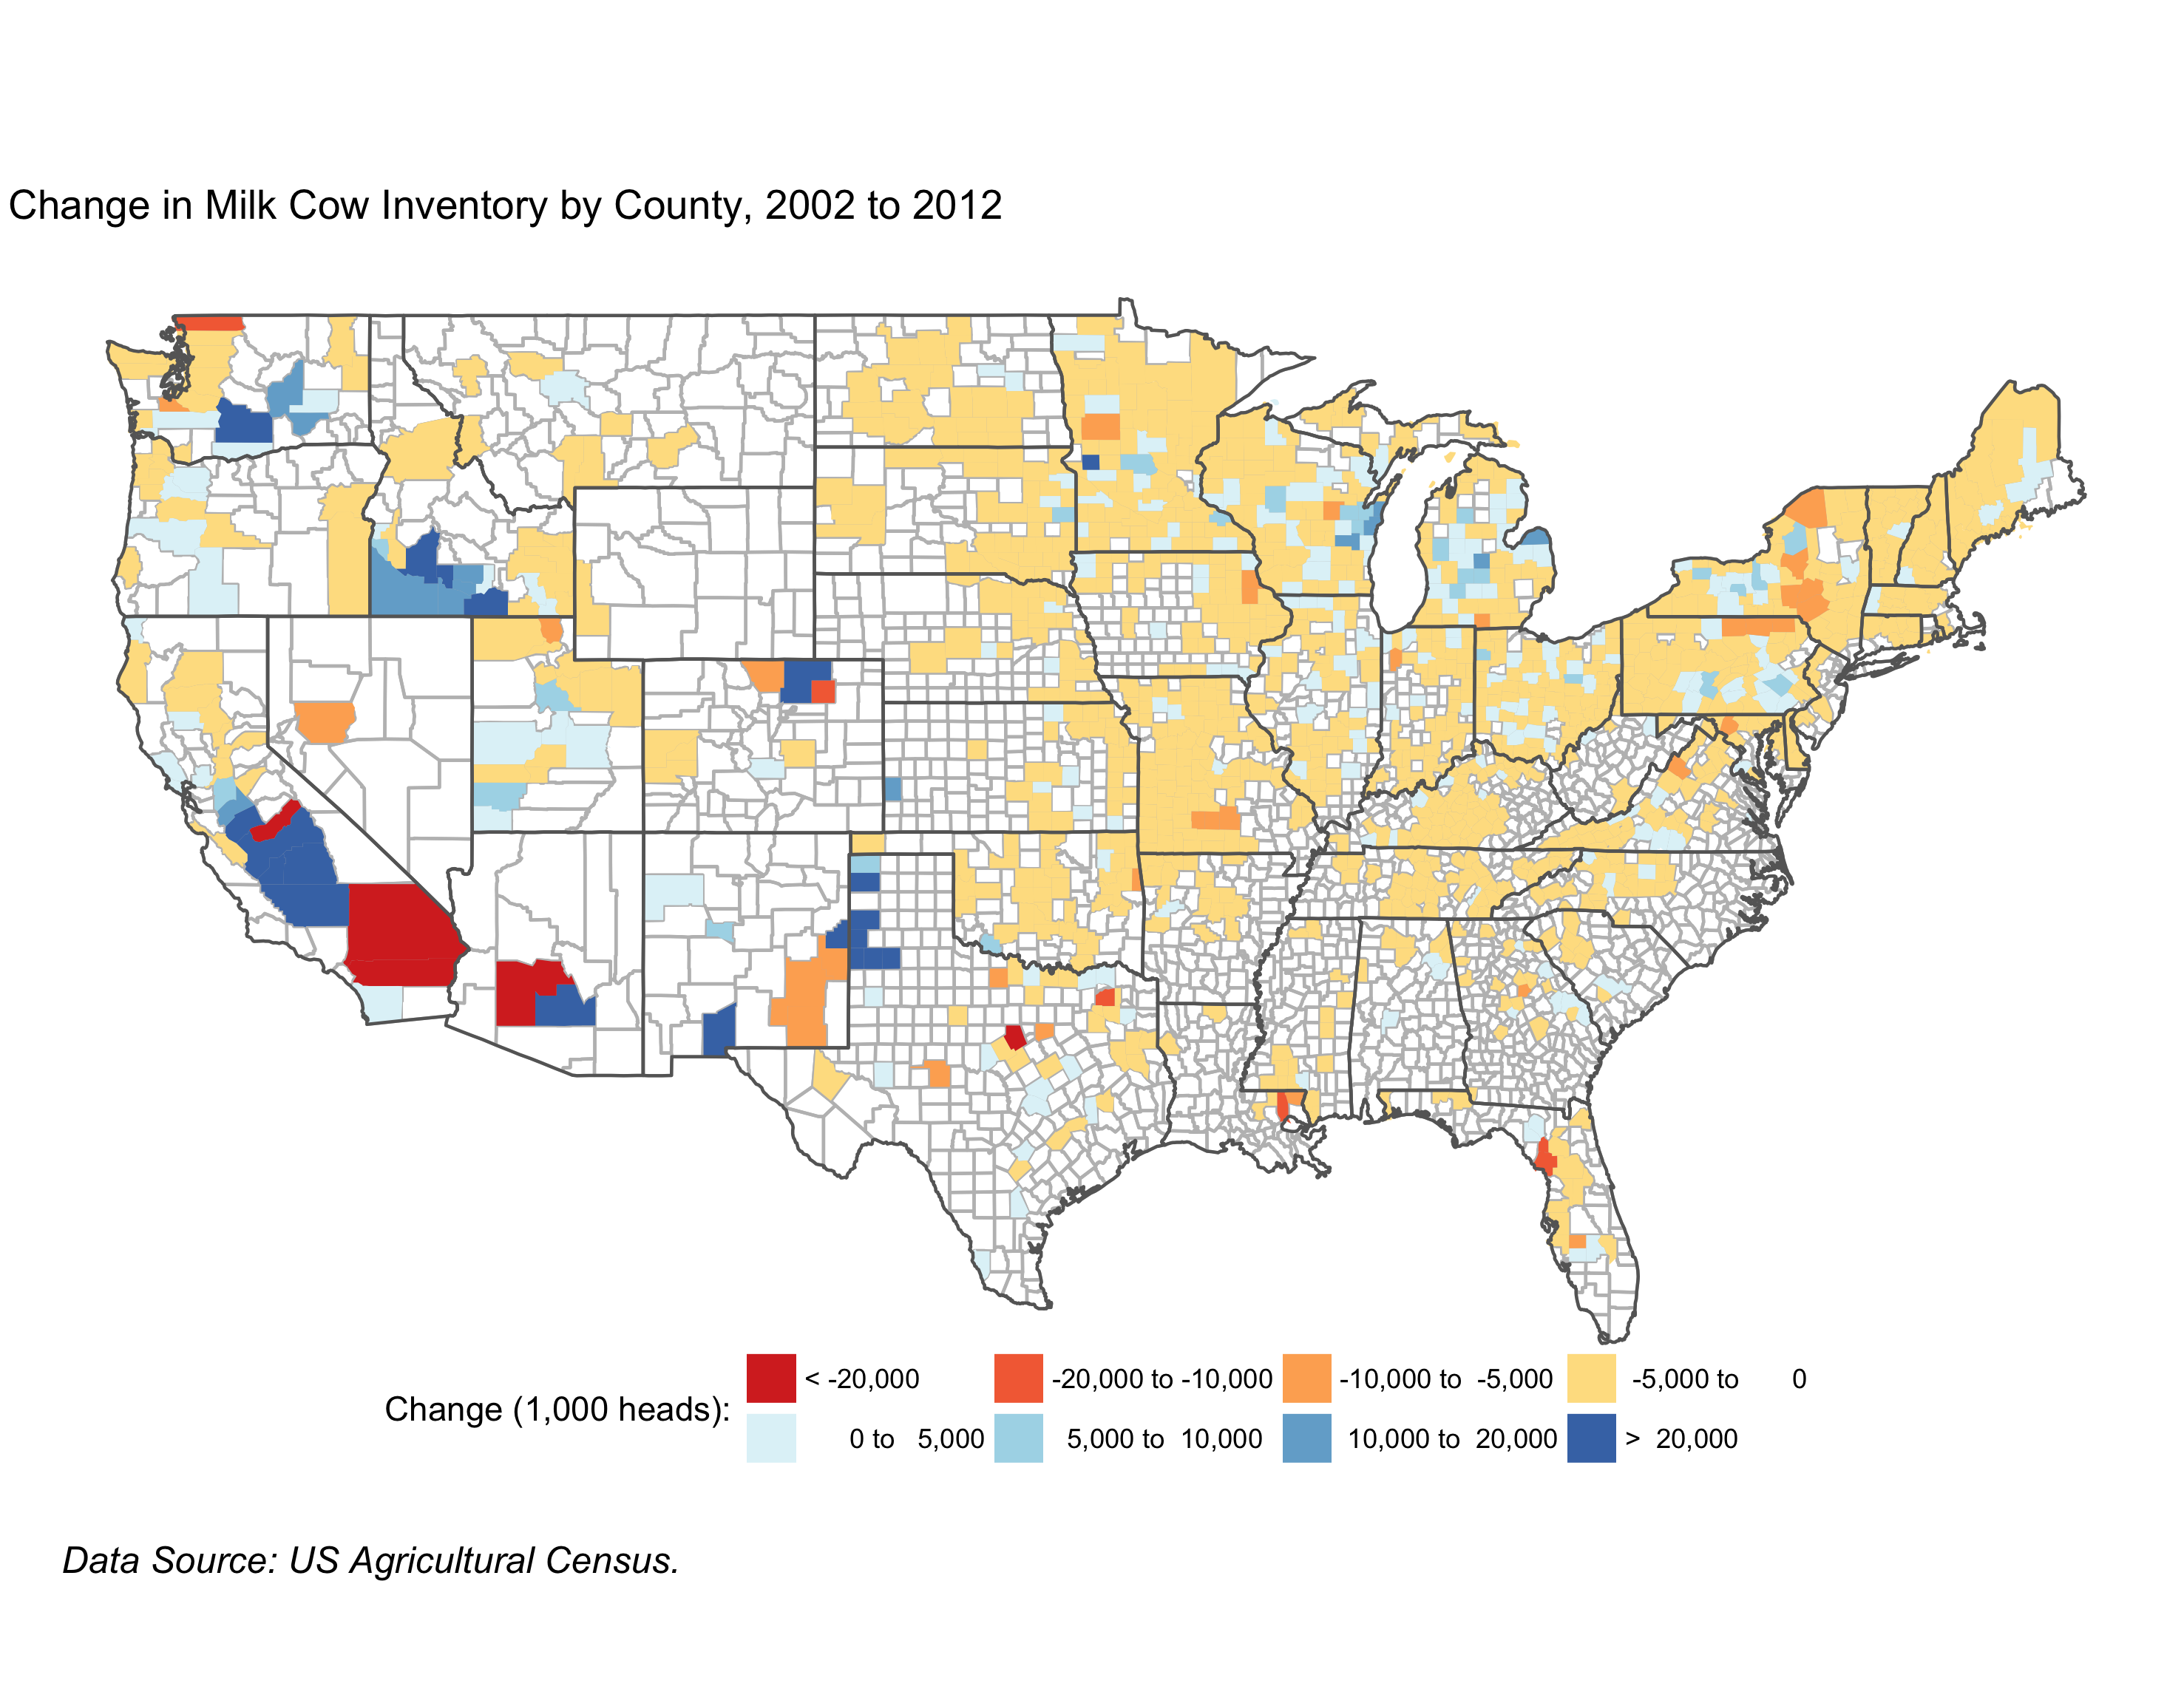 Change in Milk Cow Inventory by County, 2002 to 2012
Change (1,000 heads):
< -20,000 -20,000 to -10,000 -10,000 to -5,000 -5,000 to 0
0 to 5,000 5,000 to 10,000 10,000 to 20,000 > 20,000
Data Source: US Agricultural Census.